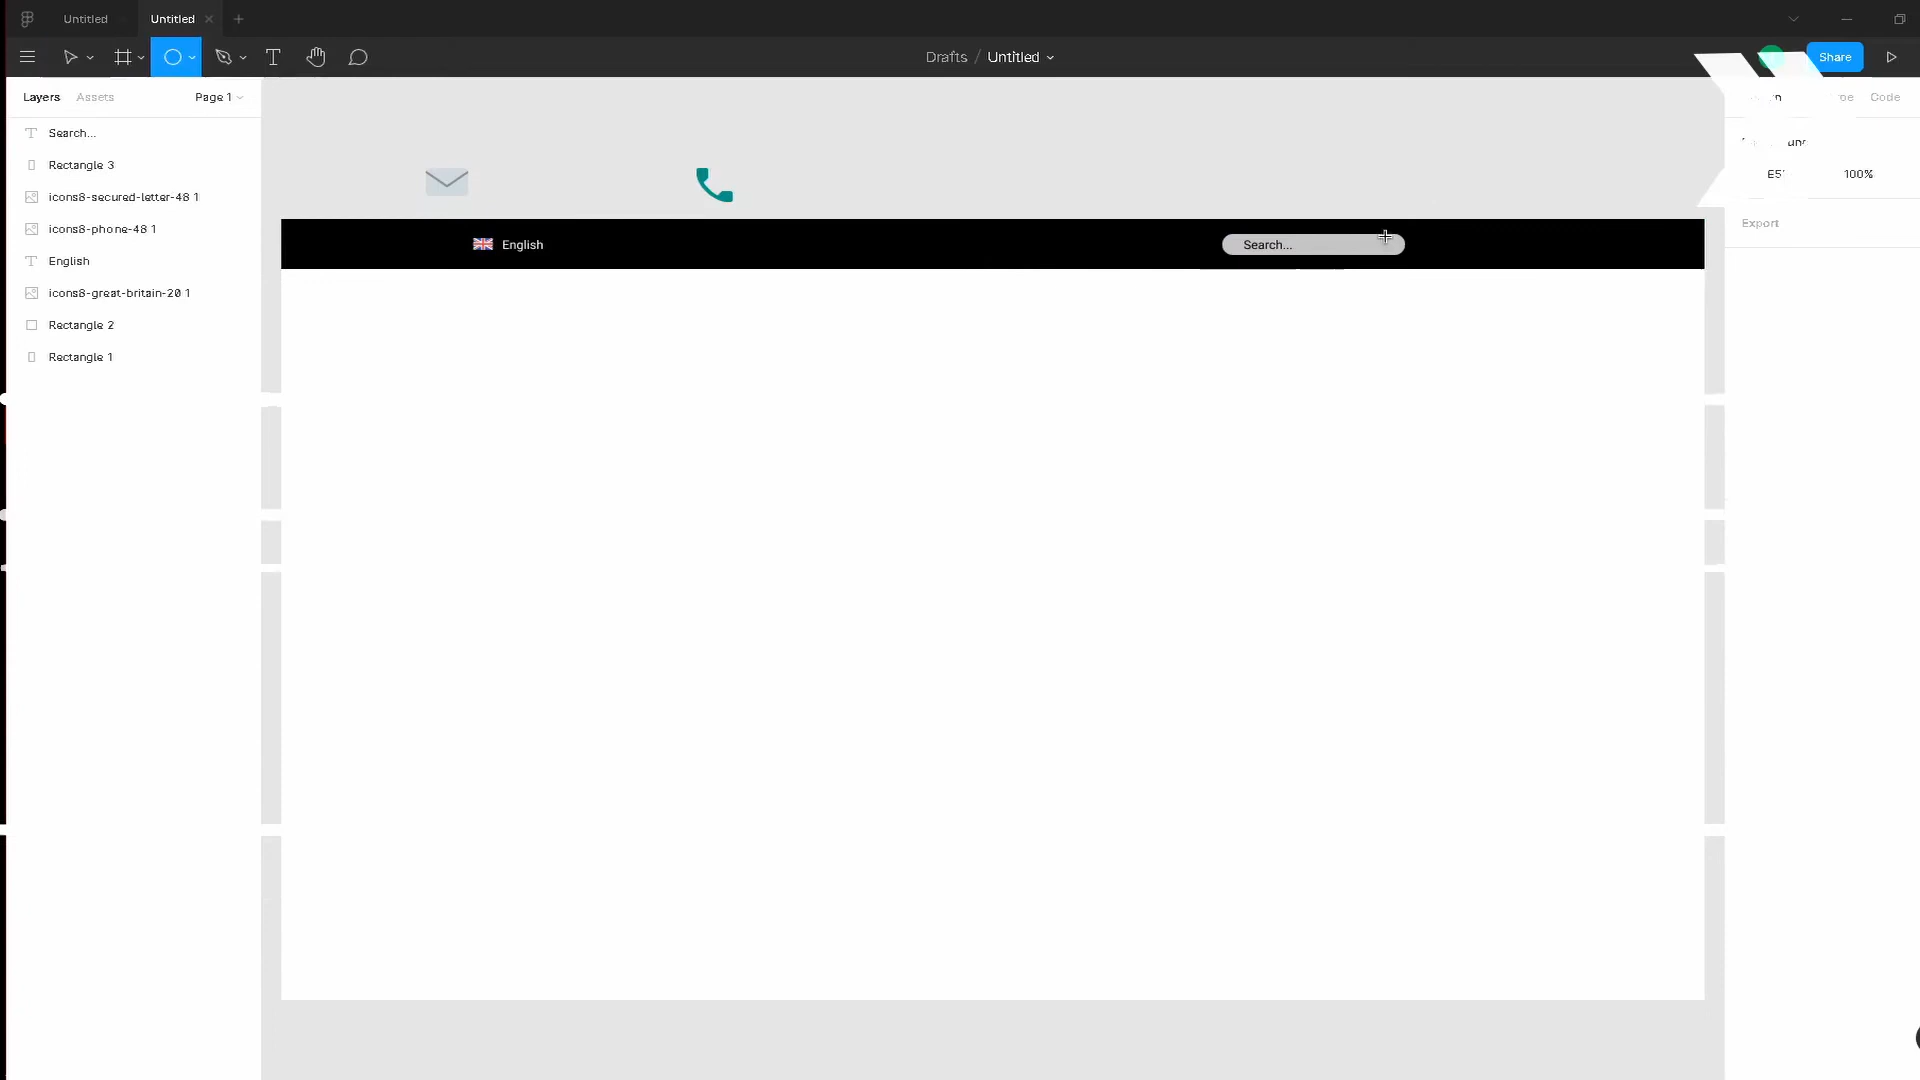 Untitled
Untitled
Drafts / Untitled
Share
Layers
Assets
Page 1
Code
Search...
Rectangle 3
icons8-secured-letter-48 1
icons8-phone-48 1
English
icons8-great-britain-20 1
Rectangle 2
Rectangle 1
English
Search...
100%
Export